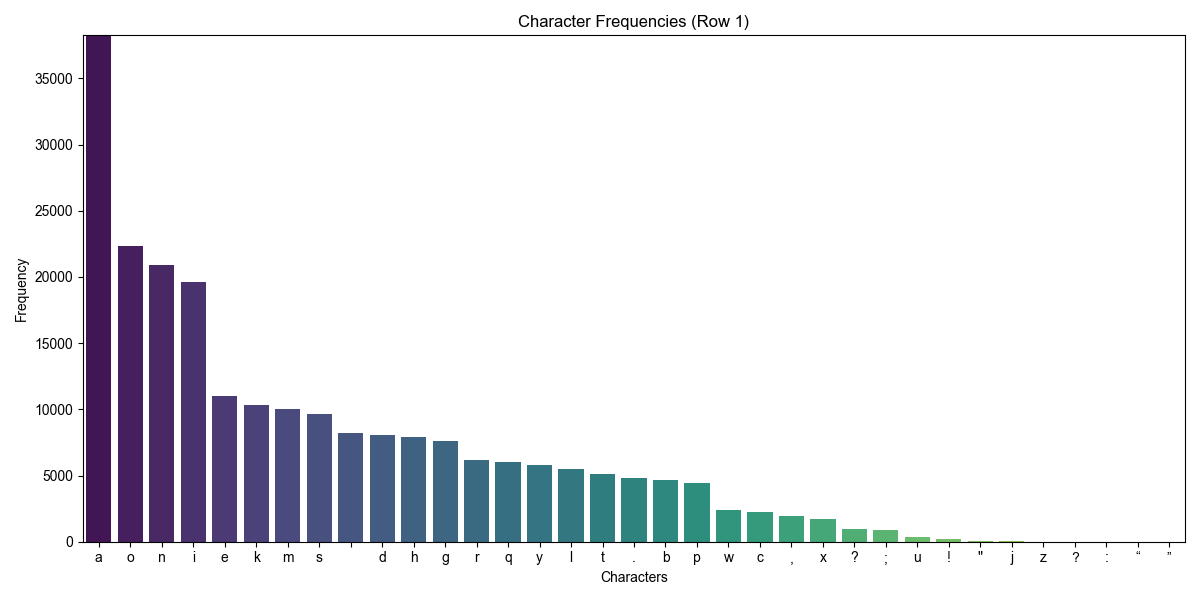 Character Frequencies (Row 1)
Frequency
35000
30000
25000
20000
15000
10000
5000
0
a o n i e k m s ' d h g r q y l t . b p w c , x ? ; u ! " j z ? : “ ”
Characters